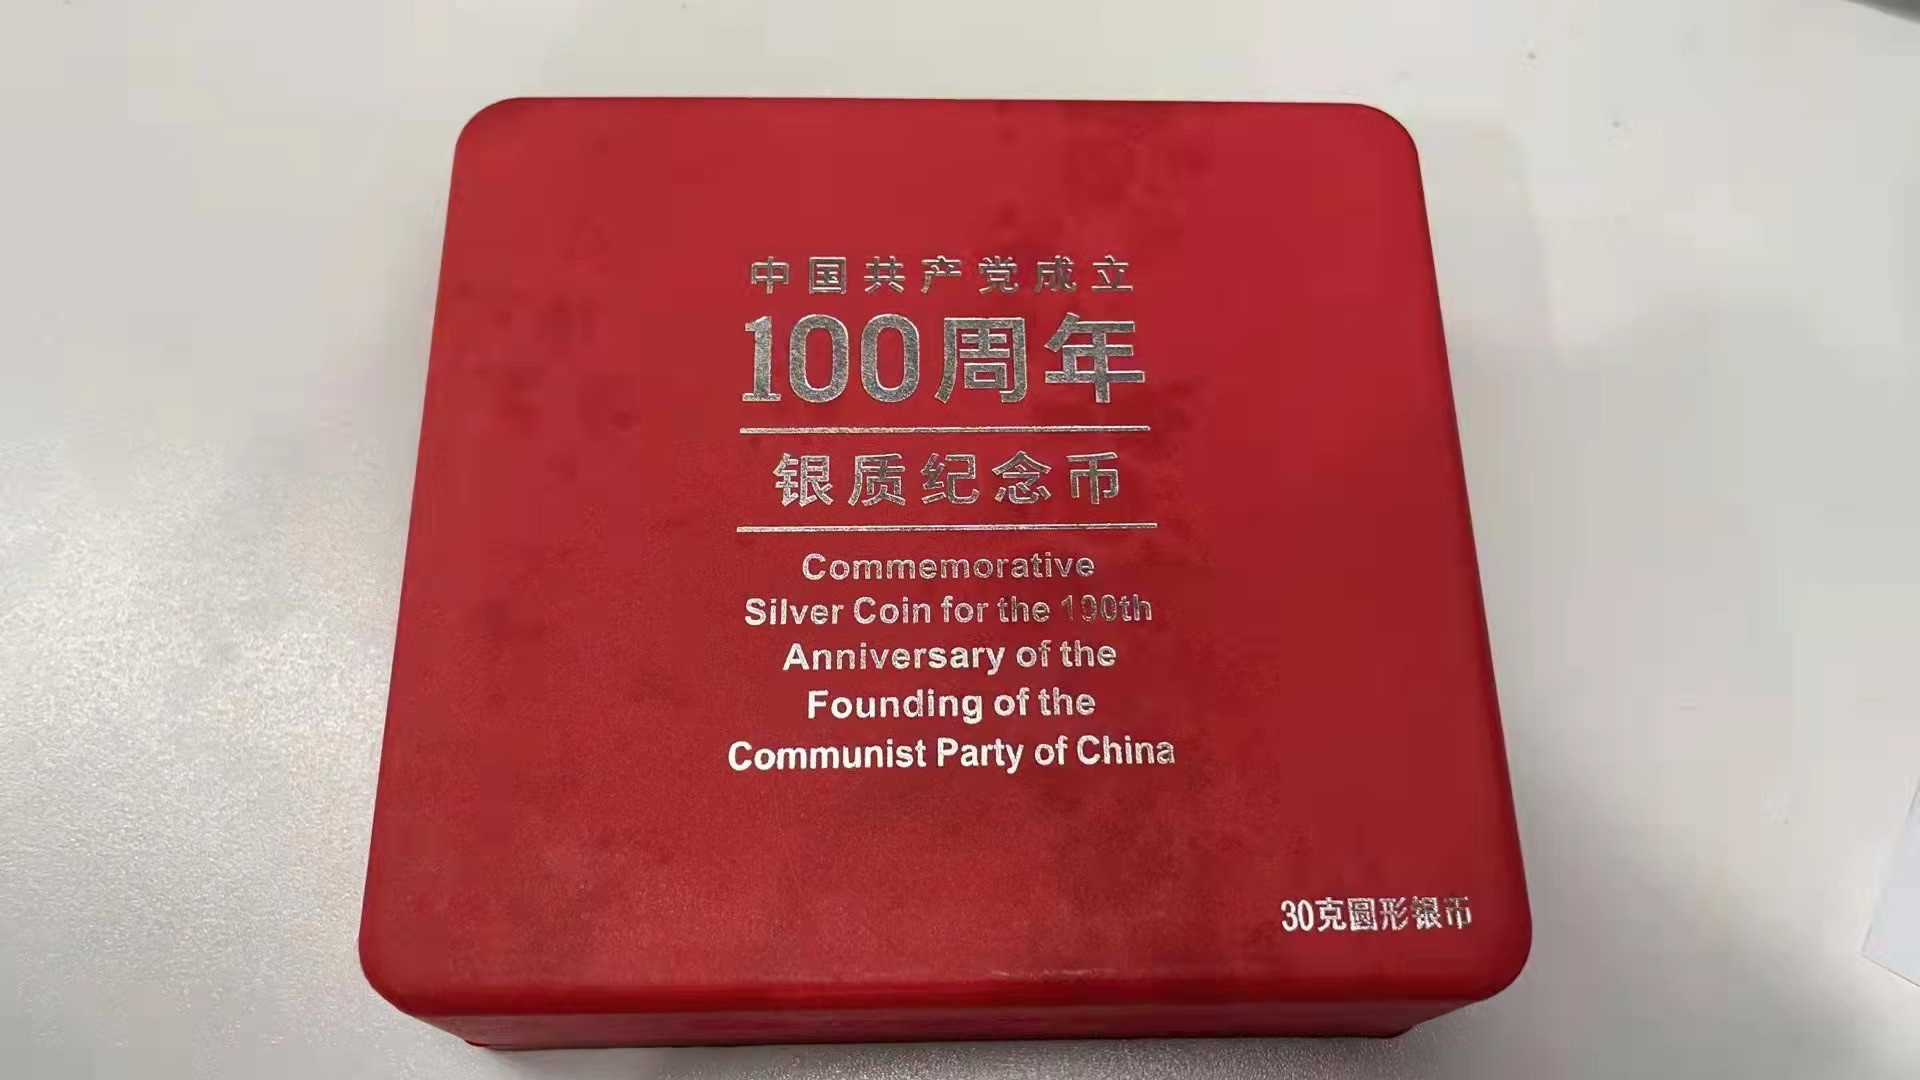 中国共产党成立
100周年
银质纪念币
Commemorative
Silver Coin for the 100th
Anniversary of the
Founding of the
Communist Party of China
30克圆形银币